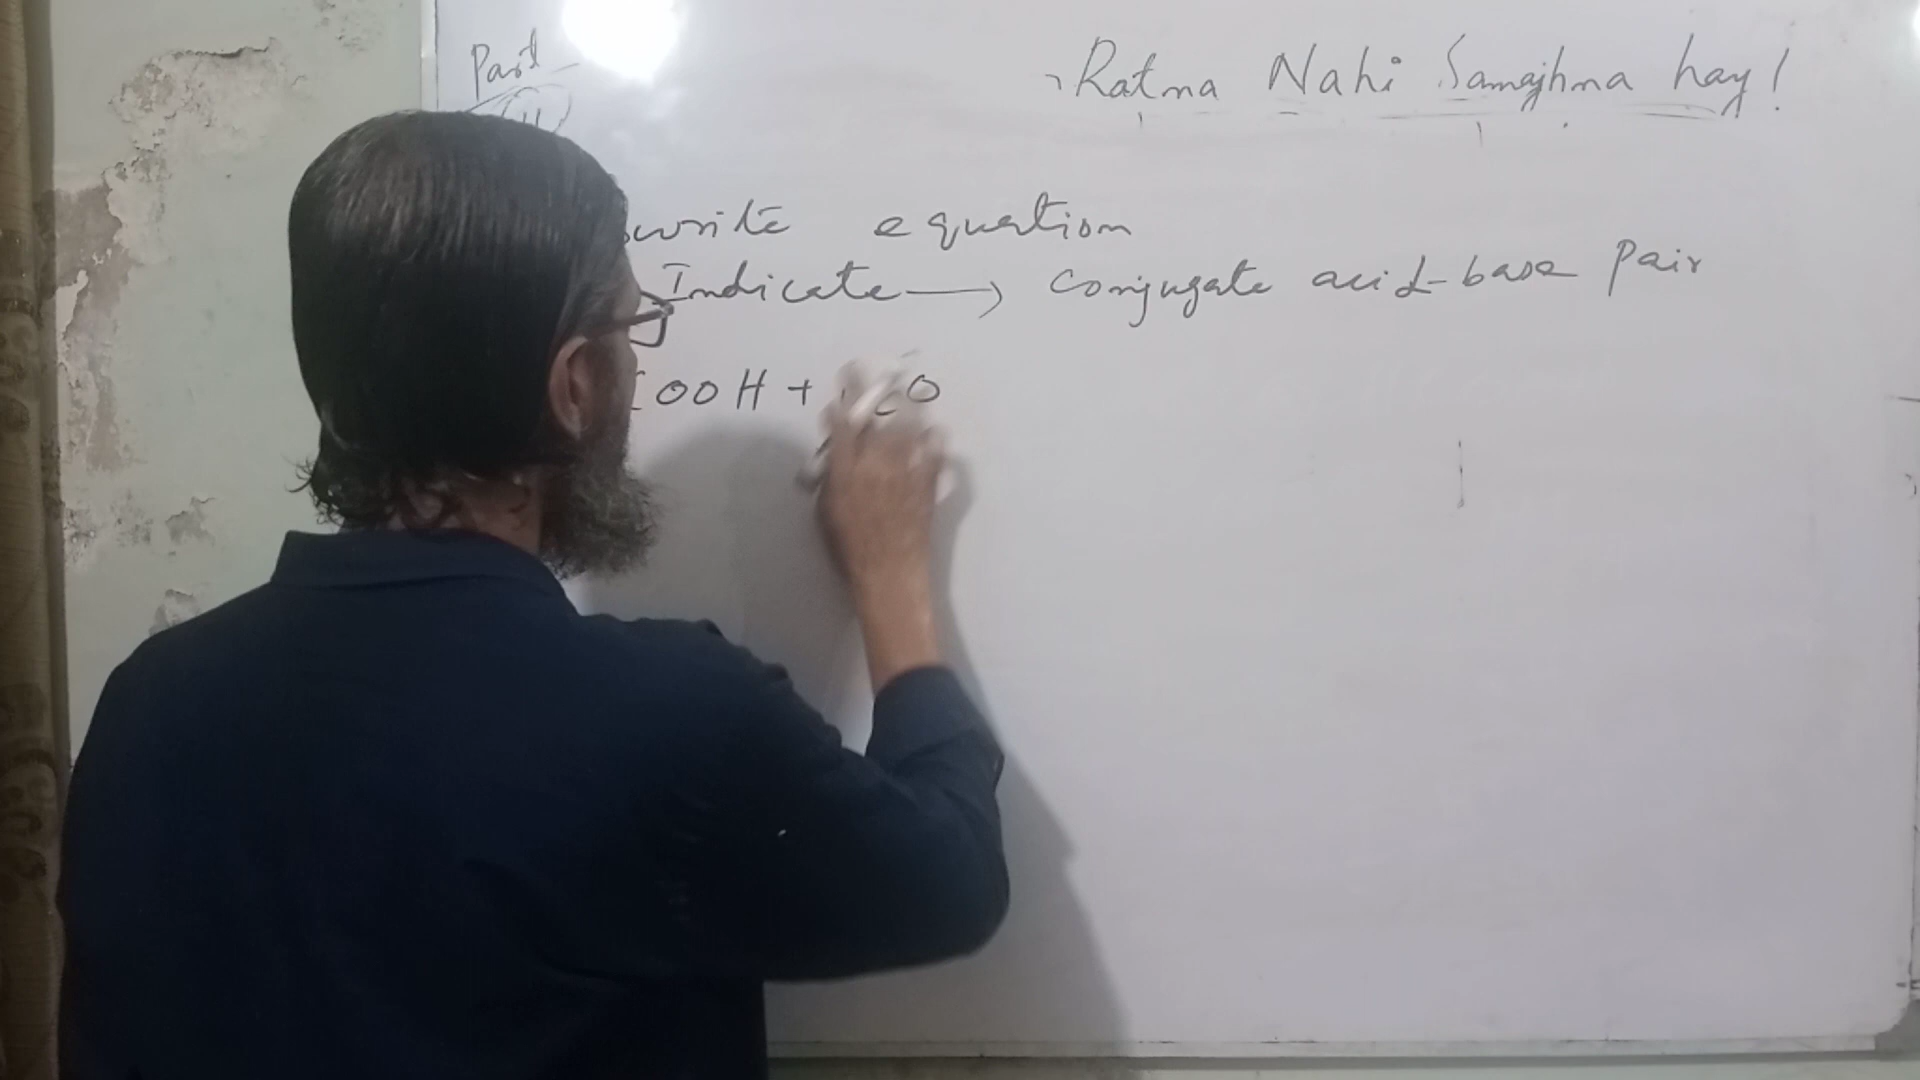 Part
Ratna Nahi Samajhna hay!
write equation
Indicate → Conjugate acid-base Pair
COOH +